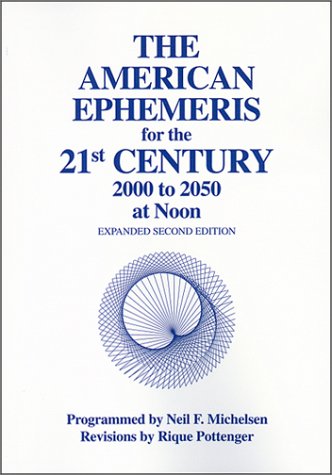 THE
AMERICAN
EPHEMERIS
for the
21st CENTURY
2000 to 2050
at Noon
EXPANDED SECOND EDITION
Programmed by Neil F. Michelsen
Revisions by Rique Pottenger